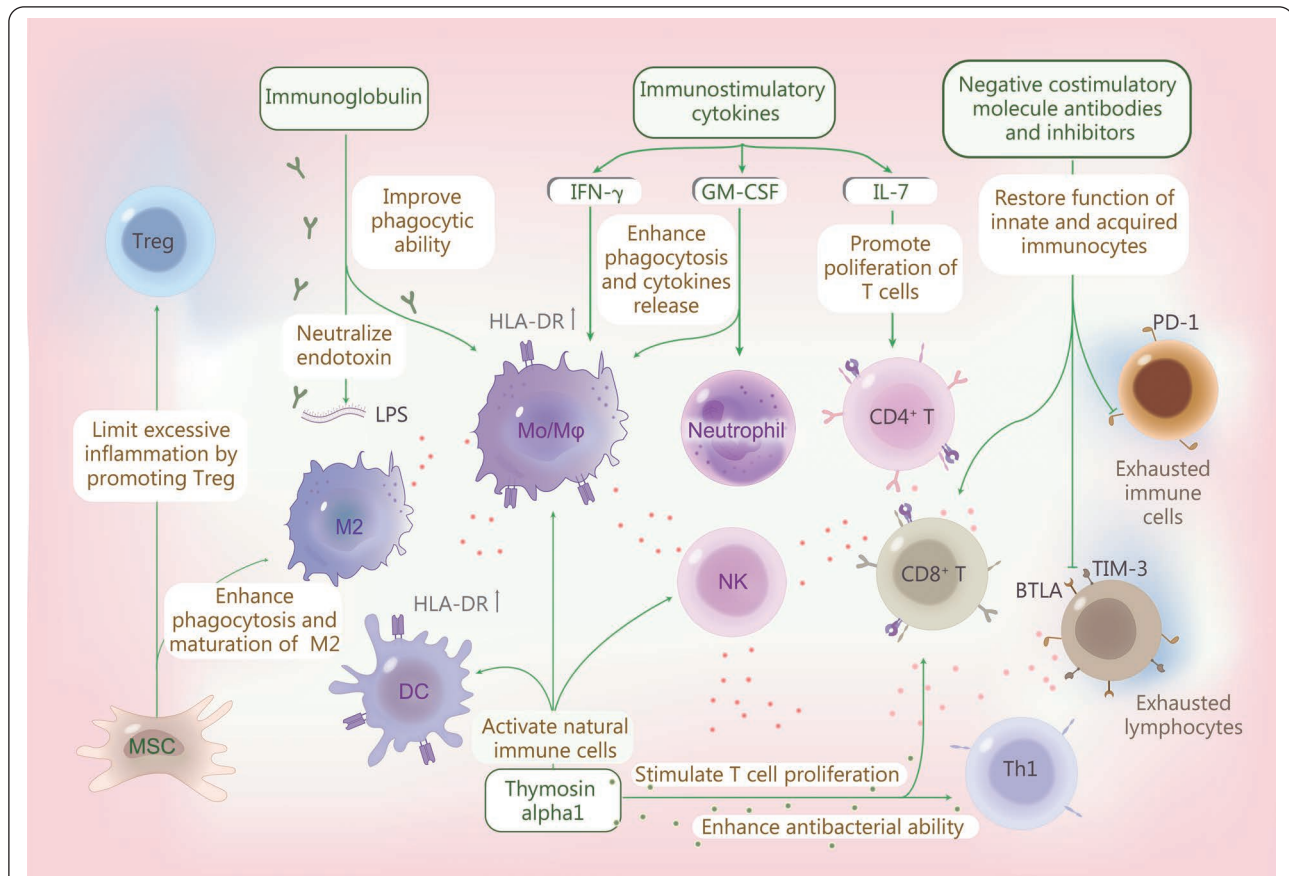 Immunoglobulin
Immunostimulatory
cytokines
Negative costimulatory
molecule antibodies
and inhibitors
IFN-γ
GM-CSF
IL-7
Improve
phagocytic
ability
Enhance
phagocytosis
and cytokines
release
Promote
poliferation of
T cells
Restore function of
innate and acquired
immunocytes
Treg
Neutralize
endotoxin
LPS
HLA-DR↑
Mo/Mφ
Neutrophil
CD4⁺ T
PD-1
Exhausted
immune
cells
Limit excessive
inflammation by
promoting Treg
M2
Enhance
phagocytosis and
maturation of M2
HLA-DR↑
DC
NK
CD8⁺ T
TIM-3
BTLA
Exhausted
lymphocytes
MSC
Activate natural
immune cells
Thymosin
alpha1
Stimulate T cell proliferation
Enhance antibacterial ability
Th1